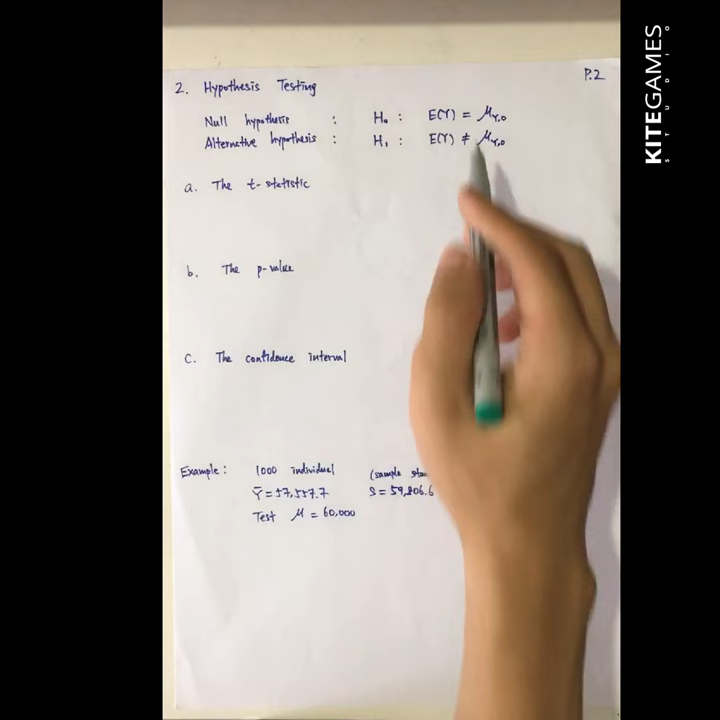 P.2
2. Hypothesis Testing
Null hypothesis : H₀ : E(Y) = μY,0
Alternative hypothesis : H₁ : E(Y) ≠ μY,0
a. The t-statistic
b. The p-value
c. The confidence interval
Example: 1000 individual (sample
Ȳ = 57,557.7 S = 59,806.6
Test μ = 60,000
KITEGAMES
STUDIO